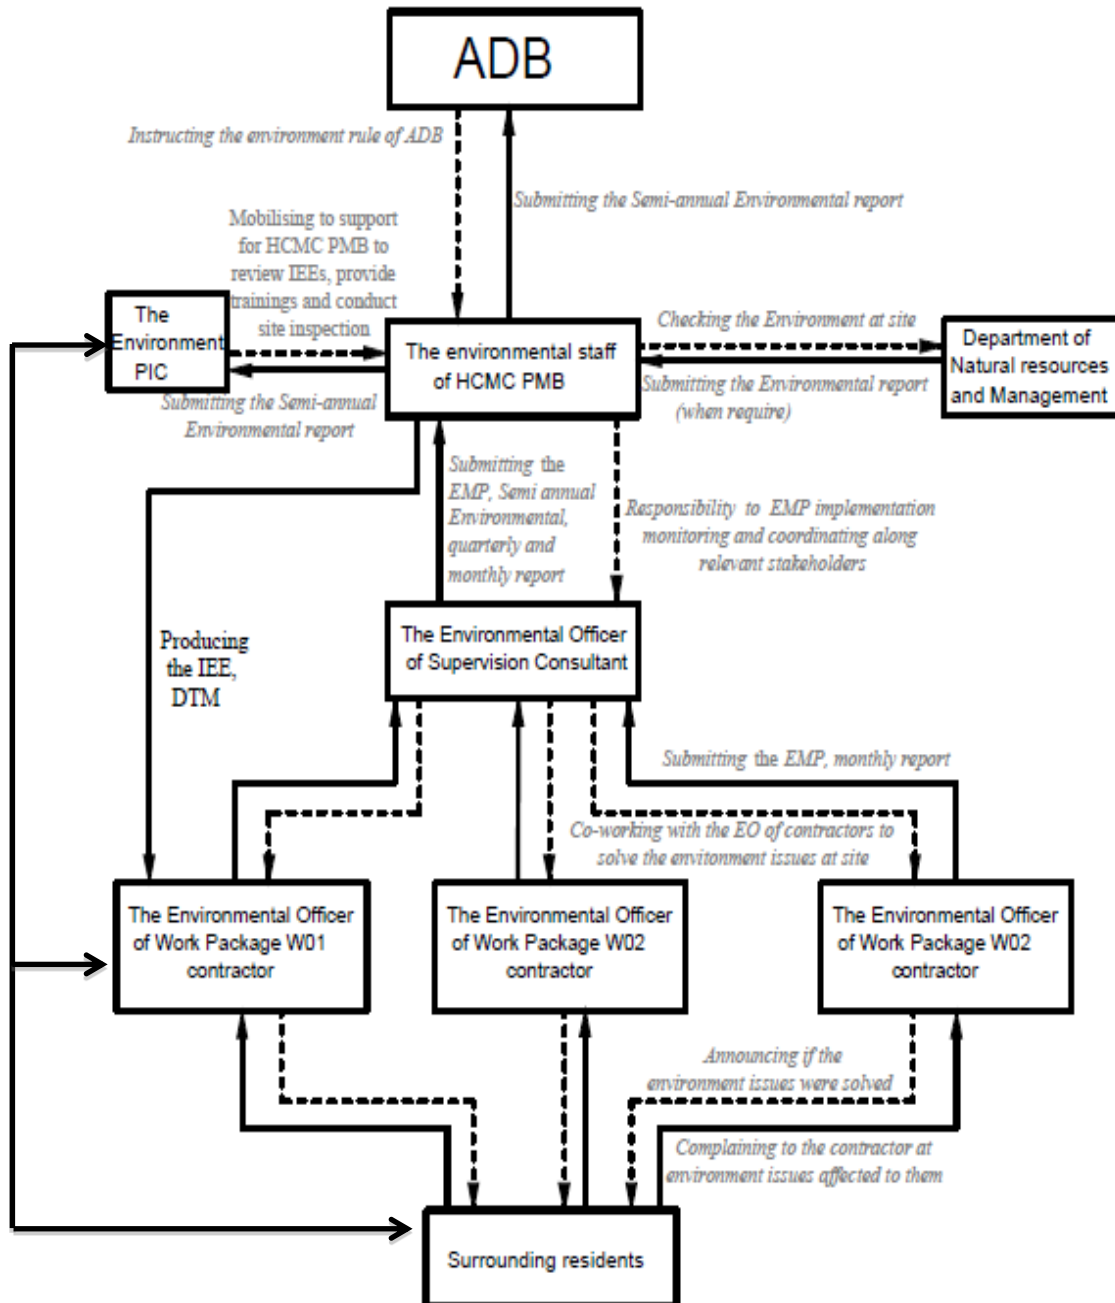 ADB
Instructing the environment rule of ADB
Submitting the Semi-annual Environmental report
Mobilising to support
for HCMC PMB to
review IEEs, provide
trainings and conduct
site inspection
The
Environment
PIC
The environmental staff
of HCMC PMB
Checking the Environment at site
Submitting the Environmental report
(when require)
Department of
Natural resources
and Management
Submitting the Semi-annual
Environmental report
Submitting the
EMP, Semi annual
Environmental,
quarterly and
monthly report
Responsibility to EMP implementation
monitoring and coordinating along
relevant stakeholders
Producing
the IEE,
DTM
The Environmental Officer
of Supervision Consultant
Submitting the EMP, monthly report
Co-working with the EO of contractors to
solve the envitonment issues at site
The Environmental Officer
of Work Package W01
contractor
The Environmental Officer
of Work Package W02
contractor
The Environmental Officer
of Work Package W02
contractor
Announcing if the
environment issues were solved
Complaining to the contractor at
environment issues affected to them
Surrounding residents